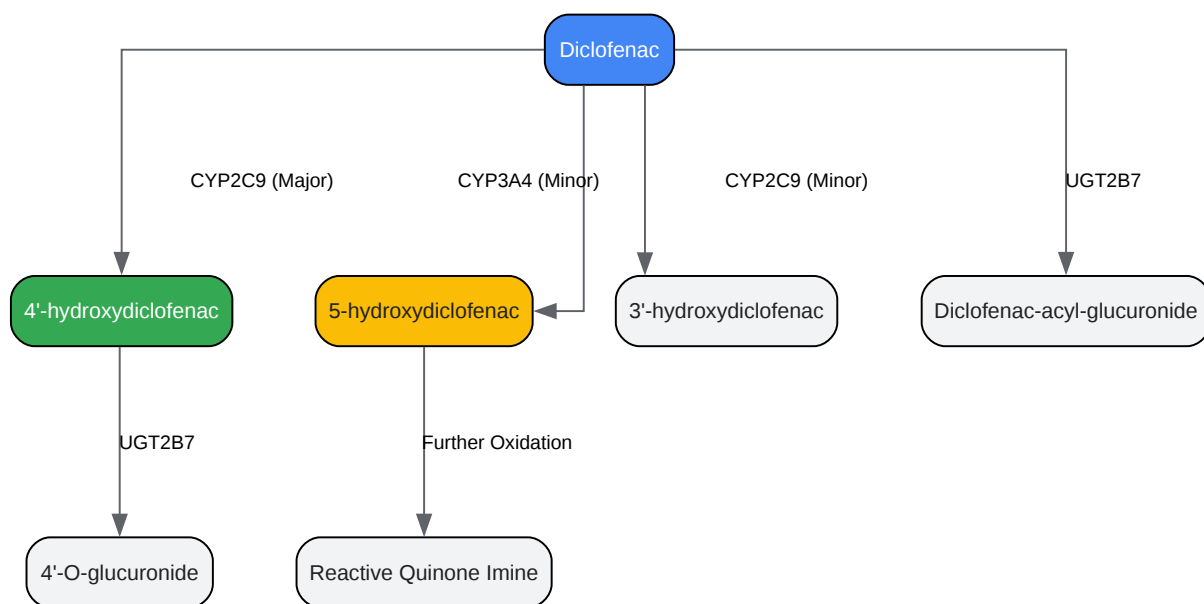 Diclofenac
CYP2C9 (Major)
CYP3A4 (Minor)
CYP2C9 (Minor)
UGT2B7
4'-hydroxydiclofenac
5-hydroxydiclofenac
3'-hydroxydiclofenac
Diclofenac-acyl-glucuronide
UGT2B7
Further Oxidation
4'-O-glucuronide
Reactive Quinone Imine